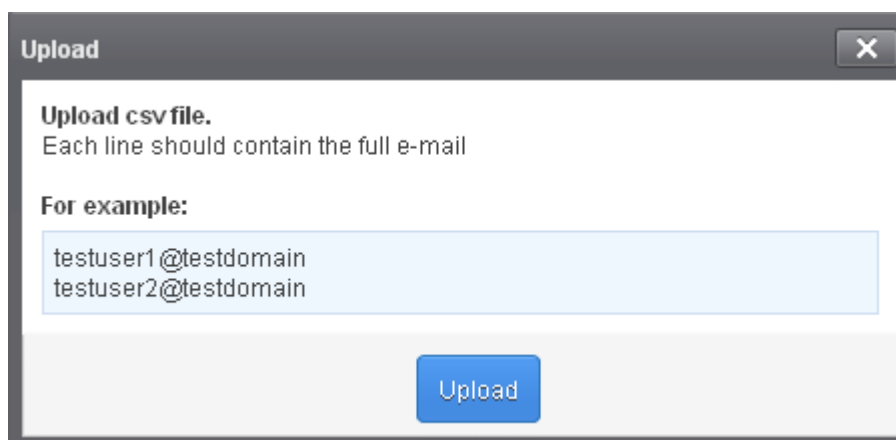 Upload
Upload csv file.
Each line should contain the full e-mail
For example:
testuser1@testdomain
testuser2@testdomain
Upload